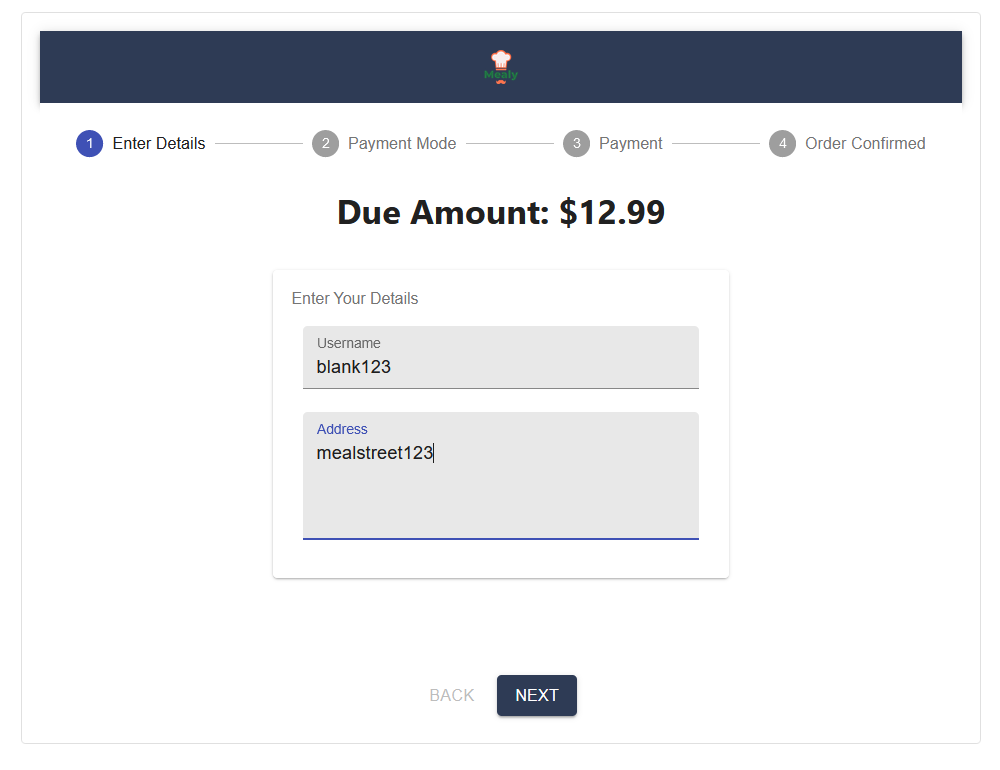 Mealy
1 Enter Details 2 Payment Mode 3 Payment 4 Order Confirmed
Due Amount: $12.99
Enter Your Details
Username
blank123
Address
mealstreet123
BACK NEXT